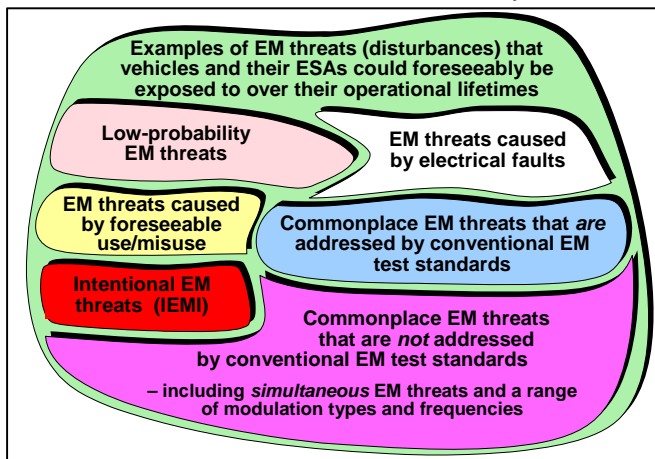 Examples of EM threats (disturbances) that
vehicles and their ESAs could foreseeably be
exposed to over their operational lifetimes
Low-probability
EM threats
EM threats caused
by electrical faults
EM threats caused
by foreseeable
use/misuse
Commonplace EM threats that are
addressed by conventional EM
test standards
Intentional EM
threats (IEMI)
Commonplace EM threats
that are not addressed
by conventional EM test standards
– including simultaneous EM threats and a range
of modulation types and frequencies